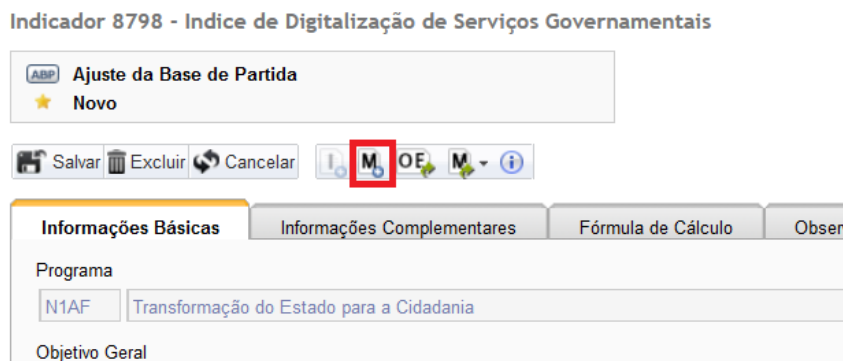 Indicador 8798 - Indice de Digitalização de Serviços Governamentais
ABP Ajuste da Base de Partida
Novo
Salvar Excluir Cancelar I M OE M i
Informações Básicas Informações Complementares Fórmula de Cálculo Obser
Programa
N1AF Transformação do Estado para a Cidadania
Objetivo Geral